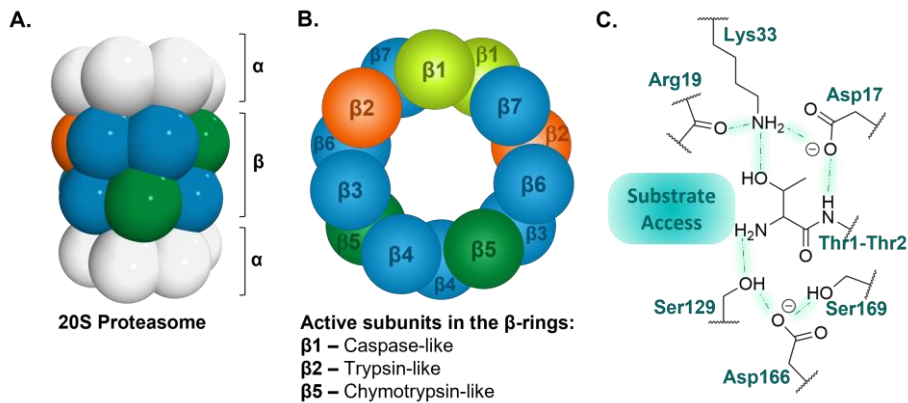 A.
α
β
α
20S Proteasome
B.
β7
β1
β1
β2
β7
β2
β6
β3
β6
β5
β3
β4
β4
β5
Active subunits in the β-rings:
β1 – Caspase-like
β2 – Trypsin-like
β5 – Chymotrypsin-like
C.
Lys33
Arg19
Asp17
O
NH2
O
O
HO
H
N
Substrate
Access
H2N
O
Thr1-Thr2
OH
HO
Ser129
O
O
Ser169
Asp166